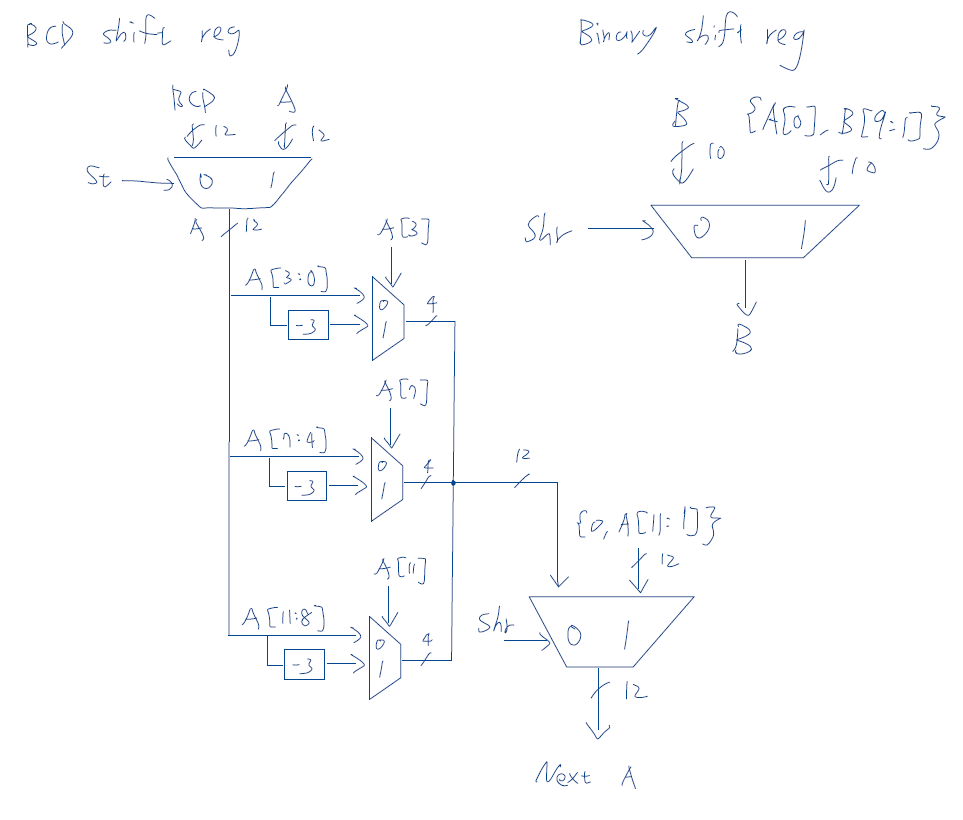 BCD shift reg
Binary shift reg
BCD A
12 12
St 0 1
A 12
B {A[0], B[9:1]}
10 10
Shr 0 1
B
A[3]
A[3:0] 0 4
-3 1
A[7]
A[7:4] 0 4
-3 1
12
{0, A[11:1]}
12
A[11]
A[11:8] 0 4
-3 1
Shr 0 1
12
Next A